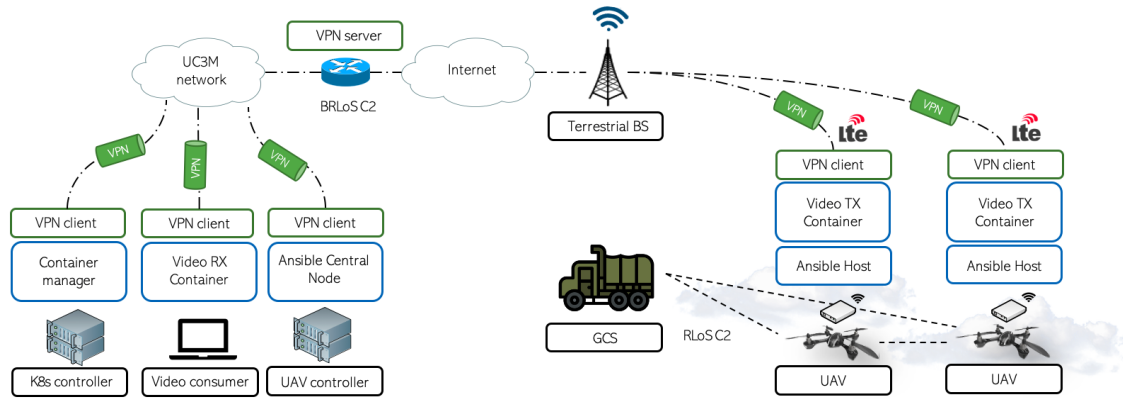 VPN server
UC3M
network
Internet
BRLoS C2
Terrestrial BS
VPN
VPN
VPN
VPN
VPN
Lte
Lte
VPN client
VPN client
Video TX
Container
Video TX
Container
Ansible Host
Ansible Host
VPN client
VPN client
VPN client
Container
manager
Video RX
Container
Ansible Central
Node
K8s controller
Video consumer
UAV controller
GCS
RLoS C2
UAV
UAV